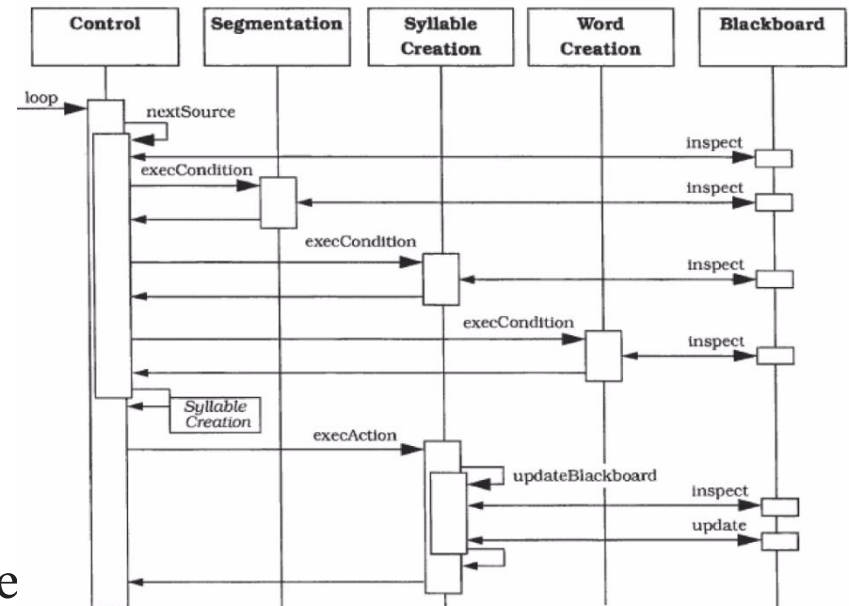 Control
Segmentation
Syllable
Creation
Word
Creation
Blackboard
loop
nextSource
inspect
execCondition
inspect
execCondition
inspect
execCondition
inspect
Syllable
Creation
execAction
updateBlackboard
inspect
update
e